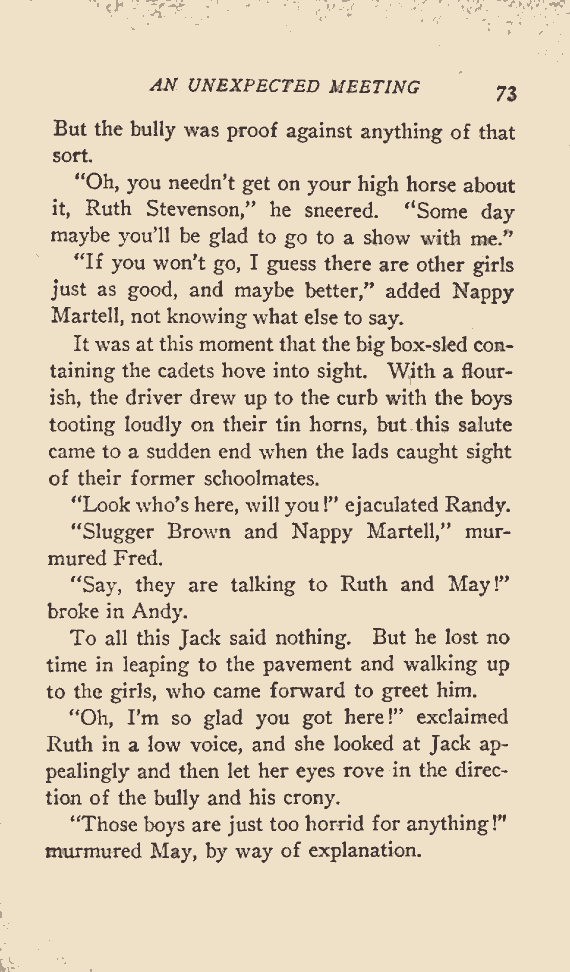 AN UNEXPECTED MEETING 73
But the bully was proof against anything of that
sort.
"Oh, you needn't get on your high horse about
it, Ruth Stevenson," he sneered. "Some day
maybe you'll be glad to go to a show with me."
"If you won't go, I guess there are other girls
just as good, and maybe better," added Nappy
Martell, not knowing what else to say.
It was at this moment that the big box-sled con-
taining the cadets hove into sight. With a flour-
ish, the driver drew up to the curb with the boys
tooting loudly on their tin horns, but this salute
came to a sudden end when the lads caught sight
of their former schoolmates.
"Look who's here, will you!" ejaculated Randy.
"Slugger Brown and Nappy Martell," mur-
mured Fred.
"Say, they are talking to Ruth and May!"
broke in Andy.
To all this Jack said nothing. But he lost no
time in leaping to the pavement and walking up
to the girls, who came forward to greet him.
"Oh, I'm so glad you got here!" exclaimed
Ruth in a low voice, and she looked at Jack ap-
pealingly and then let her eyes rove in the direc-
tion of the bully and his crony.
"Those boys are just too horrid for anything!"
murmured May, by way of explanation.